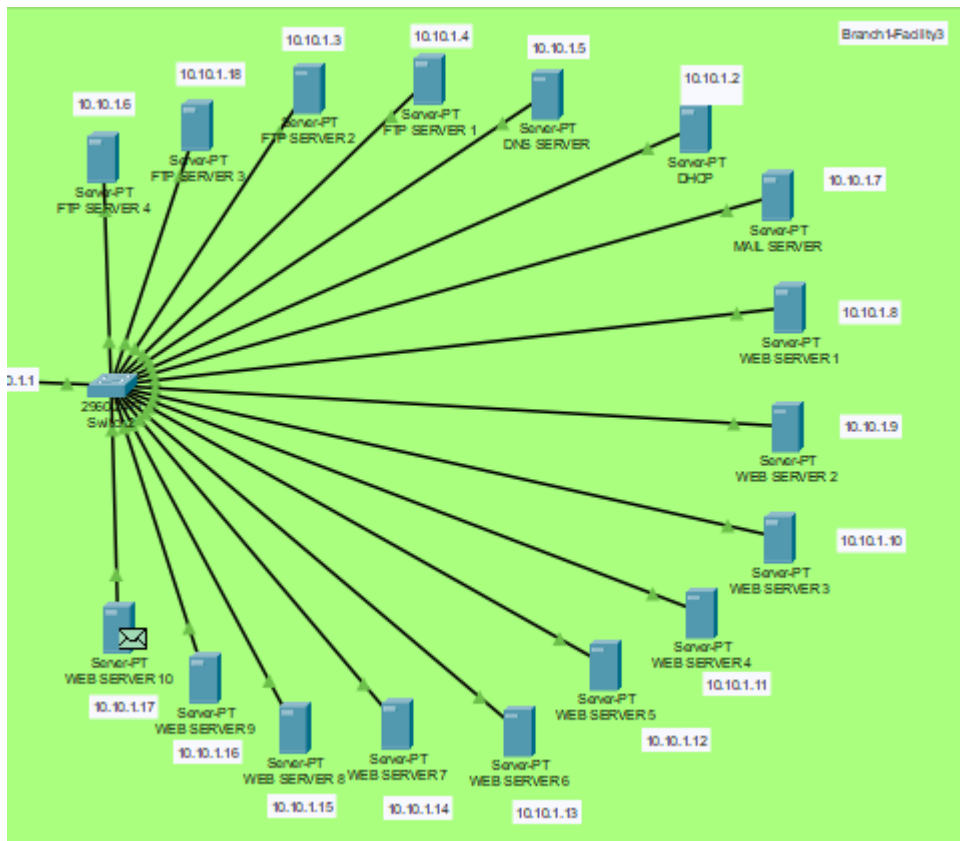 Branch1-Facility3
10.10.1.3
10.10.1.4
10.10.1.5
10.10.1.18
10.10.1.2
10.10.1.6
Server-PT
FTP SERVER 2
Server-PT
FTP SERVER 1
Server-PT
DNS SERVER
Server-PT
FTP SERVER 3
Server-PT
DHCP
Server-PT
FTP SERVER 4
10.10.1.7
Server-PT
MAIL SERVER
10.10.1.8
Server-PT
WEB SERVER 1
0.1.1
10.10.1.9
Server-PT
WEB SERVER 2
10.10.1.10
Server-PT
WEB SERVER 3
Server-PT
WEB SERVER 4
10.10.1.11
Server-PT
WEB SERVER 10
10.10.1.17
Server-PT
WEB SERVER 5
10.10.1.12
Server-PT
WEB SERVER 9
10.10.1.16
Server-PT
WEB SERVER 8
10.10.1.15
Server-PT
WEB SERVER 7
10.10.1.14
Server-PT
WEB SERVER 6
10.10.1.13